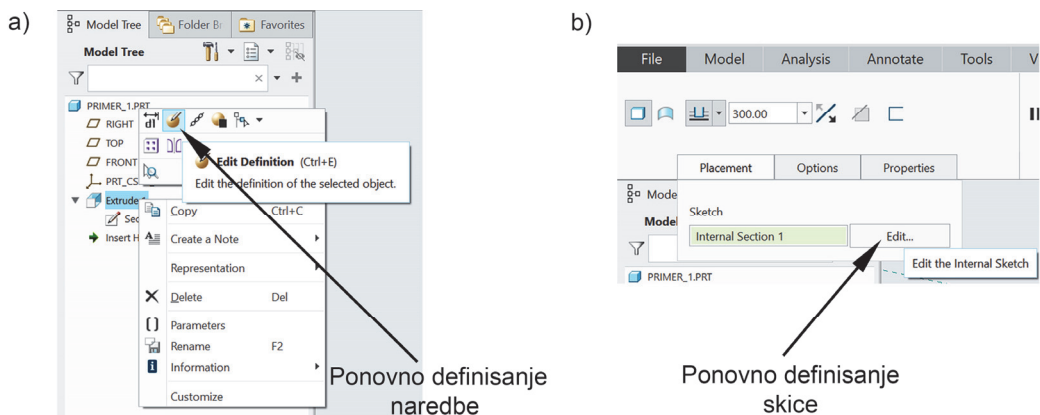 a)
Model Tree Folder Br Favorites
Model Tree
PRIMER_1.PRT
RIGHT
TOP
FRONT
Edit Definition (Ctrl+E)
Edit the definition of the selected object.
PRT_CS
Extrude
Sec
Insert H
Copy Ctrl+C
Create a Note
Representation
Delete Del
Parameters
Rename F2
Information
Customize
Ponovno definisanje
naredbe
b)
File Model Analysis Annotate Tools V
300.00
Placement Options Properties
Mode
Model
Sketch
Internal Section 1 Edit...
Edit the Internal Sketch
PRIMER_1.PRT
Ponovno definisanje
skice